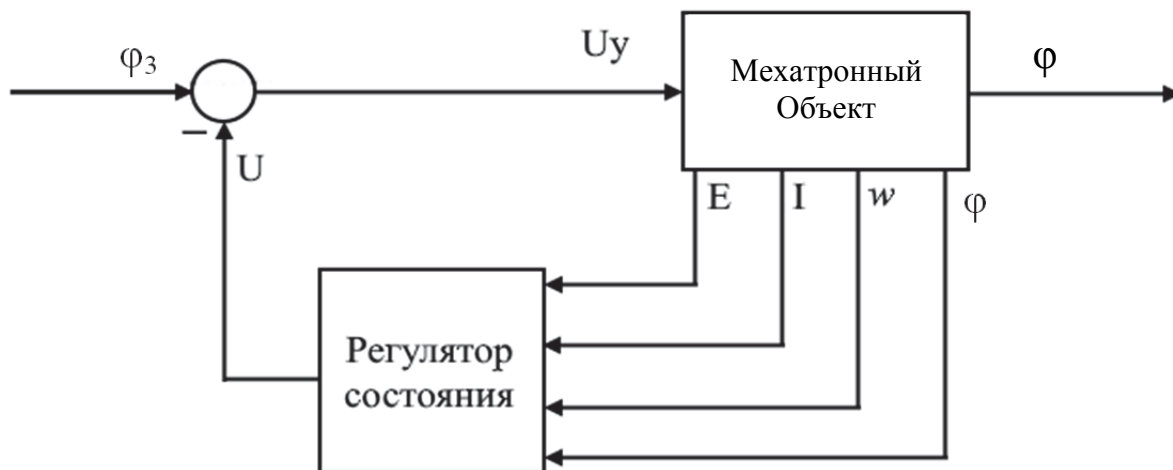 φ3
Uy
Мехатронный
Объект
φ
–
U
E
I
w
φ
Регулятор
состояния